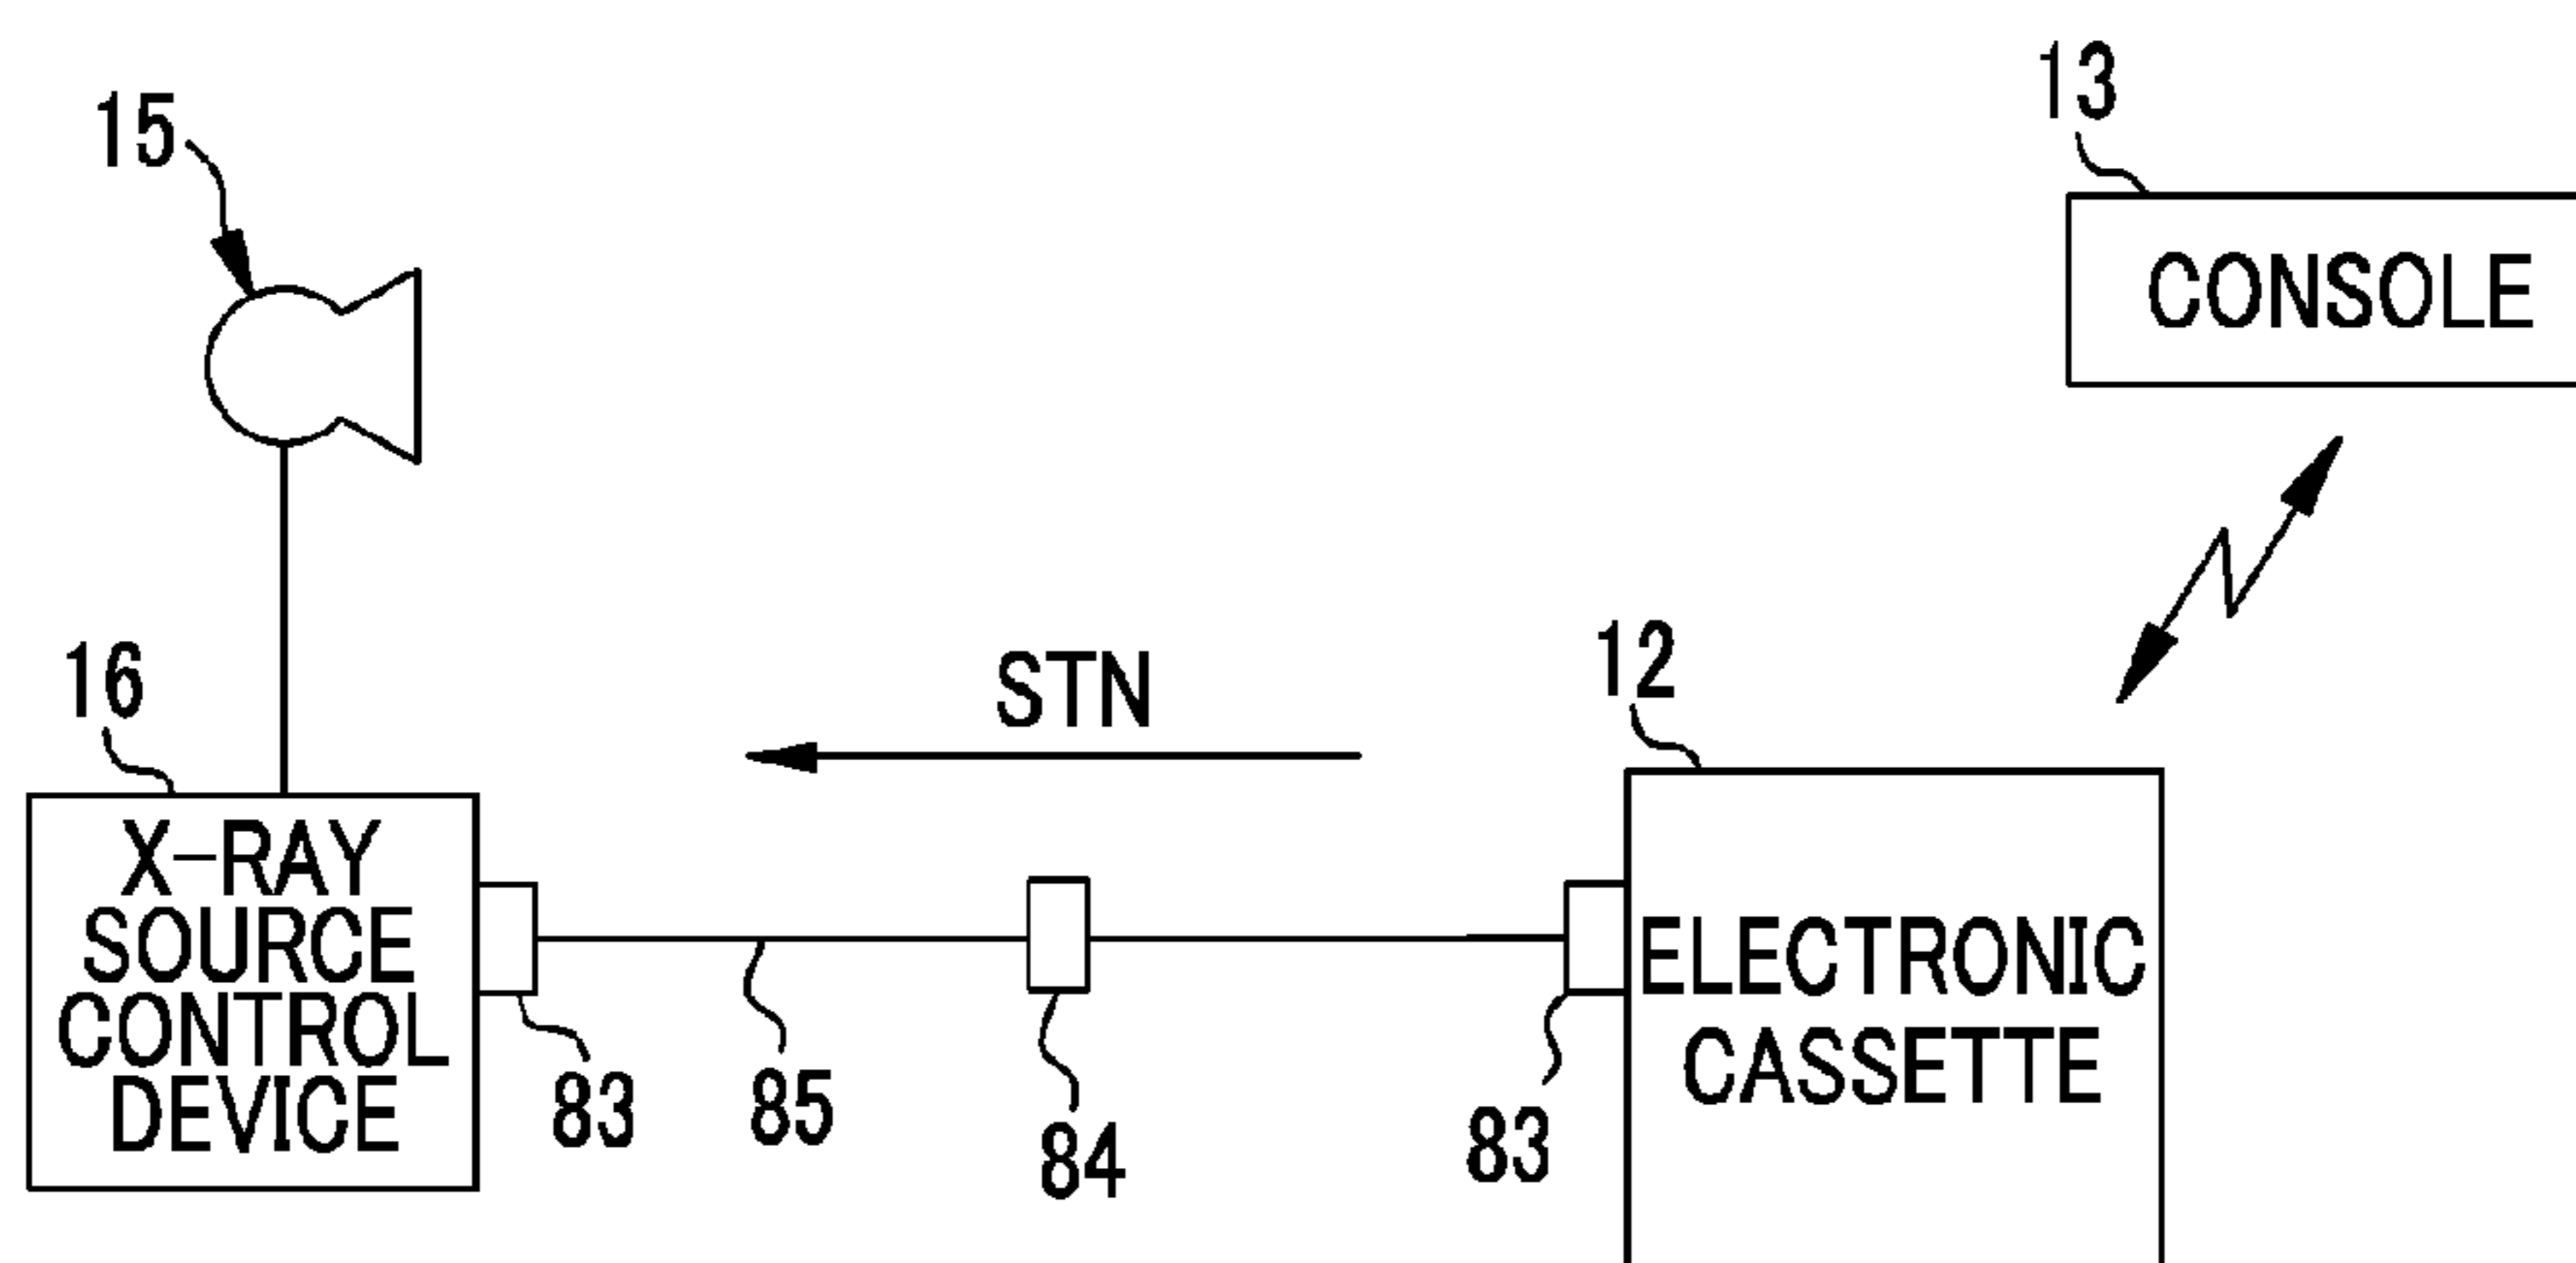 13
15
CONSOLE
12
16
STN
X-RAY
SOURCE
CONTROL
DEVICE
ELECTRONIC
CASSETTE
83
85
84
83